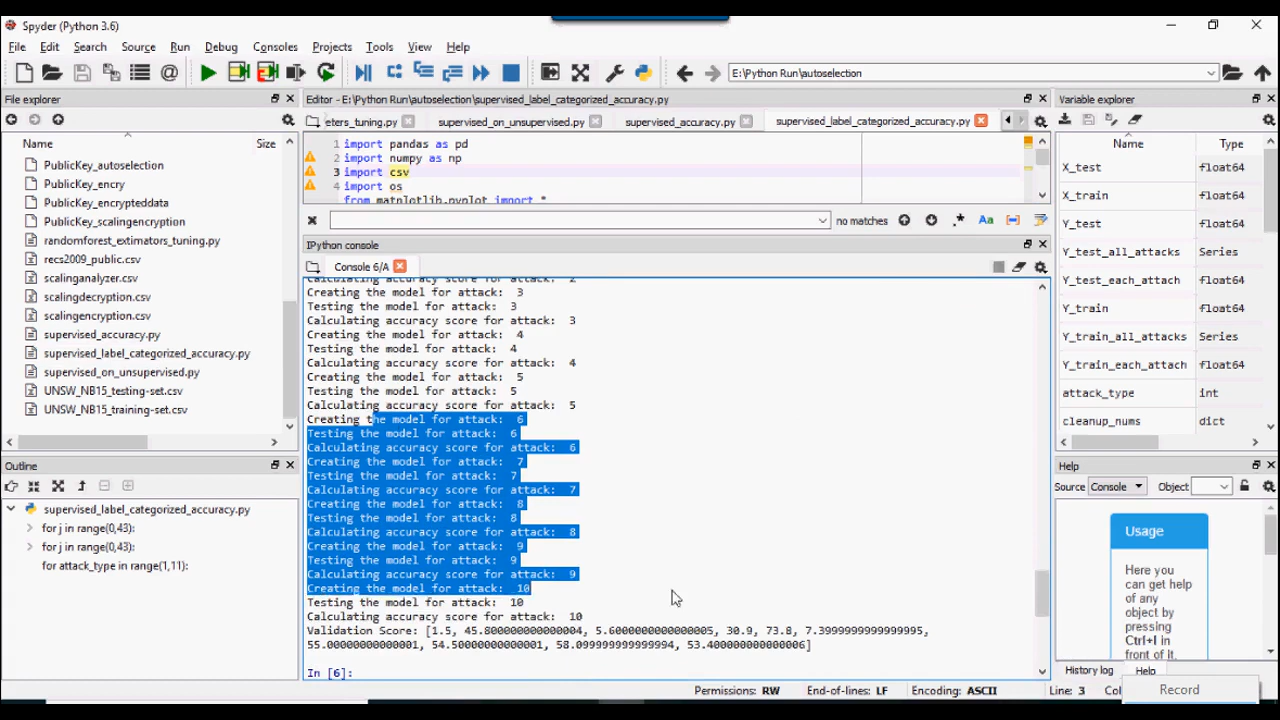 Spyder (Python 3.6)
File Edit Search Source Run Debug Consoles Projects Tools View Help
E:\Python Run\autoselection
File explorer
Name Size
PublicKey_autoselection
PublicKey_encry
PublicKey_encrypteddata
PublicKey_scalingencryption
randomforest_extimators_tuning.py
recs2009_public.csv
scalinganalyzer.csv
scalingdecryption.csv
scalingencryption.csv
supervised_accuracy.py
supervised_label_categorized_accuracy.py
supervised_on_unsupervised.py
UNSW_NB15_testing-set.csv
UNSW_NB15_training-set.csv
Outline
supervised_label_categorized_accuracy.py
for j in range(0,43):
for j in range(0,43):
for attack_type in range(1,11):
Editor - E:\Python Run\autoselection\supervised_label_categorized_accuracy.py
eters_tuning.py supervised_on_unsupervised.py supervised_accuracy.py supervised_label_categorized_accuracy.py
1 import pandas as pd
2 import numpy as np
3 import csv
4 import os
from matplotlib.pyplot import *
no matches
Aa
IPython console
Console 6/A
Calculating accuracy score for attack: 2
Creating the model for attack: 3
Testing the model for attack: 3
Calculating accuracy score for attack: 3
Creating the model for attack: 4
Testing the model for attack: 4
Calculating accuracy score for attack: 4
Creating the model for attack: 5
Testing the model for attack: 5
Calculating accuracy score for attack: 5
Creating the model for attack: 6
Testing the model for attack: 6
Calculating accuracy score for attack: 6
Creating the model for attack: 7
Testing the model for attack: 7
Calculating accuracy score for attack: 7
Creating the model for attack: 8
Testing the model for attack: 8
Calculating accuracy score for attack: 8
Creating the model for attack: 9
Testing the model for attack: 9
Calculating accuracy score for attack: 9
Creating the model for attack: 10
Testing the model for attack: 10
Calculating accuracy score for attack: 10
Validation Score: [1.5, 45.800000000000004, 5.6000000000000005, 30.9, 73.8, 7.3999999999999995,
55.00000000000001, 54.50000000000001, 58.099999999999994, 53.400000000000006]
In [6]:
Variable explorer
Name Type
X_test float64
X_train float64
Y_test float64
Y_test_all_attacks Series
Y_test_each_attach float64
Y_train float64
Y_train_all_attacks Series
Y_train_each_attack float64
attack_type int
cleanup_nums dict
Help
Source Console Object
Usage
Here you
can get help
of any
object by
pressing
Ctrl+I in
front of it,
History log Help
Permissions: RW End-of-lines: LF Encoding: ASCII Line: 3 Col
Record